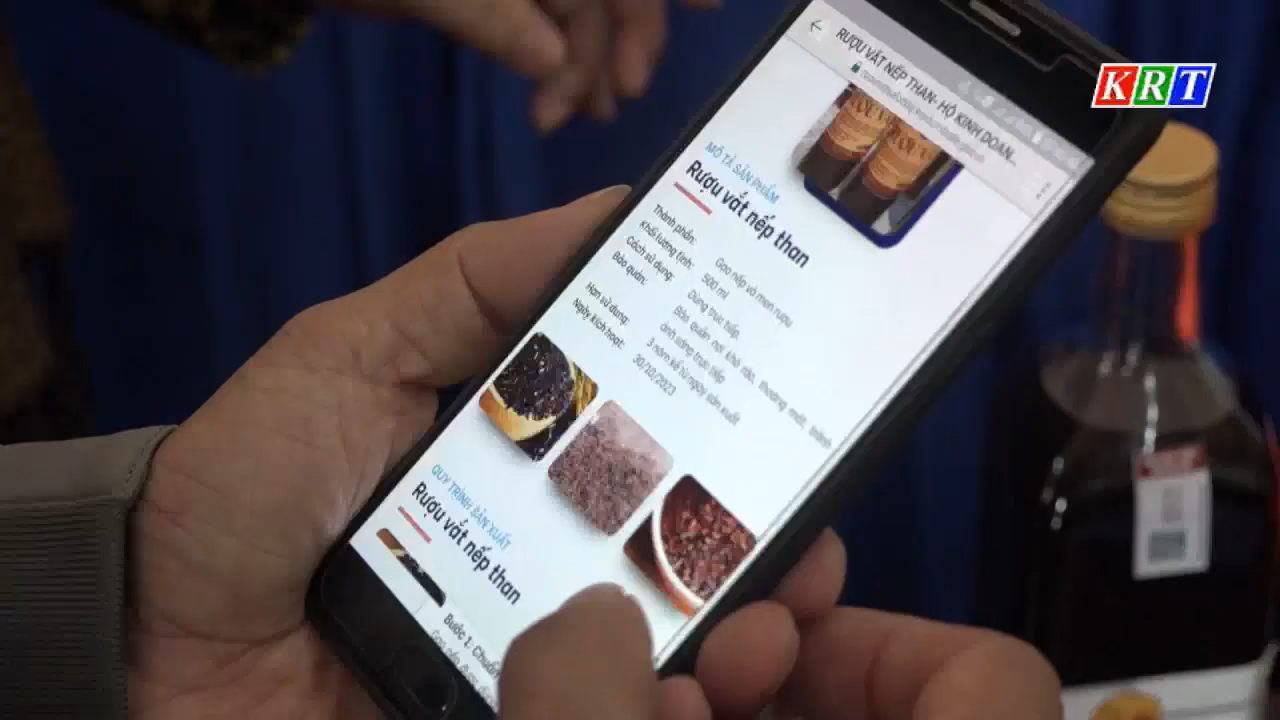 KRT
RƯỢU VẮT NẾP THAN- HỘ KINH DOAN...
MÔ TẢ SẢN PHẨM
Rượu vắt nếp than
Thành phần: Gạo nếp và men rượu
Khối lượng tịnh: 500 ml
Cách sử dụng: Dùng trực tiếp.
Bảo quản: Bảo quản nơi khô ráo, thoáng mát, tránh
ánh sáng trực tiếp
Hạn sử dụng: 3 năm kể từ ngày sản xuất
Ngày kích hoạt: 30/10/2023
QUY TRÌNH SẢN XUẤT
Rượu vắt nếp than
Bước 1: Chuẩn